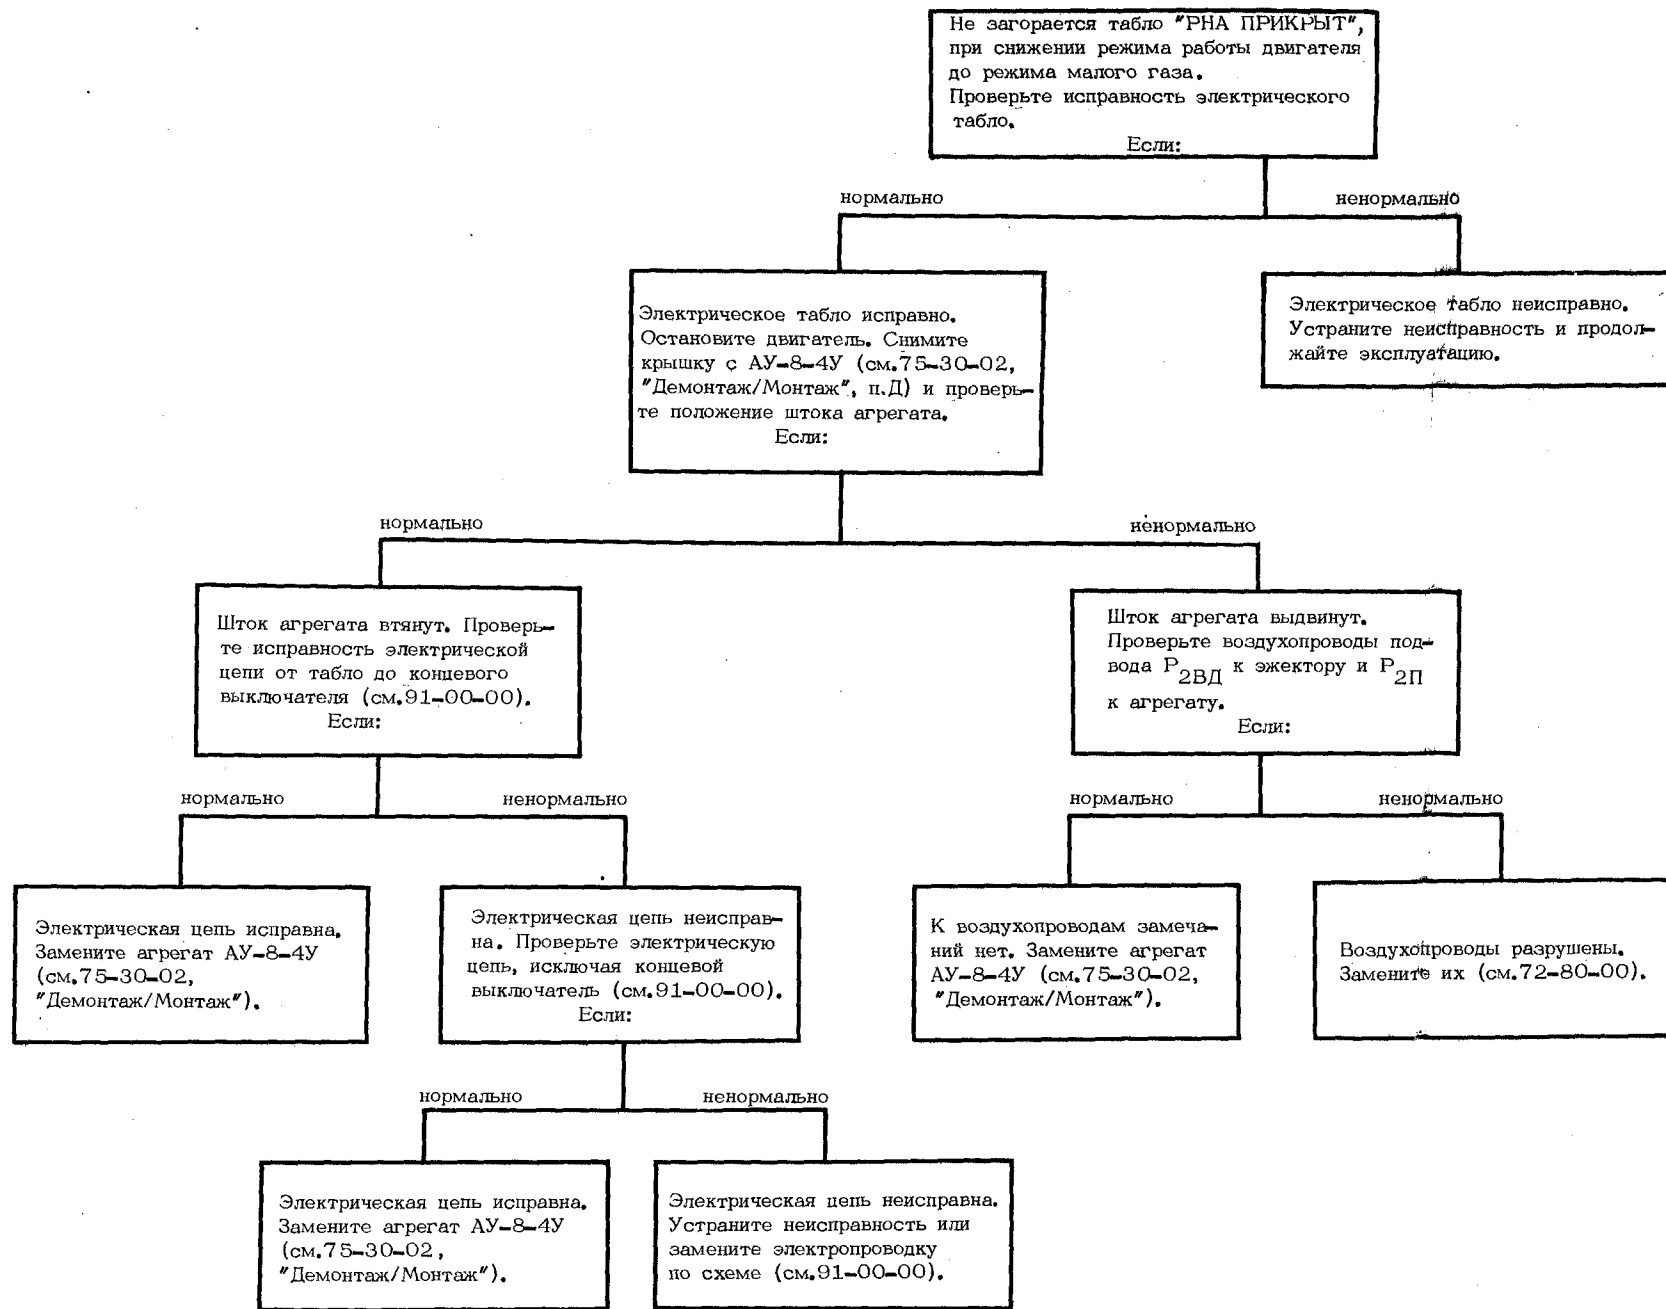 Не загорается табло "РНА ПРИКРЫТ",
при снижении режима работы двигателя
до режима малого газа.
Проверьте исправность электрического
табло.
Если:
нормально
ненормально
Электрическое табло исправно.
Остановите двигатель. Снимите
крышку с АУ-8-4У (см.75-30-02,
"Демонтаж/Монтаж", п.Д) и проверь-
те положение штока агрегата.
Если:
Электрическое табло неисправно.
Устраните неисправность и продол-
жайте эксплуатацию.
нормально
ненормально
Шток агрегата втянут. Проверь-
те исправность электрической
цепи от табло до концевого
выключателя (см.91-00-00).
Если:
Шток агрегата выдвинут.
Проверьте воздухопроводы под-
вода Р2ВД к эжектору и Р2П
к агрегату.
Если:
нормально
ненормально
нормально
ненормально
Электрическая цепь исправна.
Замените агрегат АУ-8-4У
(см.75-30-02,
"Демонтаж/Монтаж").
Электрическая цепь неисправ-
на. Проверьте электрическую
цепь, исключая концевой
выключатель (см.91-00-00).
Если:
К воздухопроводам замеча-
ний нет. Замените агрегат
АУ-8-4У (см.75-30-02,
"Демонтаж/Монтаж").
Воздухопроводы разрушены.
Замените их (см.72-80-00).
нормально
ненормально
Электрическая цепь исправна.
Замените агрегат АУ-8-4У
(см.75-30-02,
"Демонтаж/Монтаж").
Электрическая цепь неисправна.
Устраните неисправность или
замените электропроводку
по схеме (см.91-00-00).